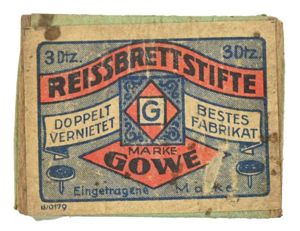 3 Dtz. 3 Dtz.
REISSBRETTSTIFTE
DOPPELT VERNIETET
G
BESTES FABRIKAT
MARKE
GOWE
Eingetragene Marke